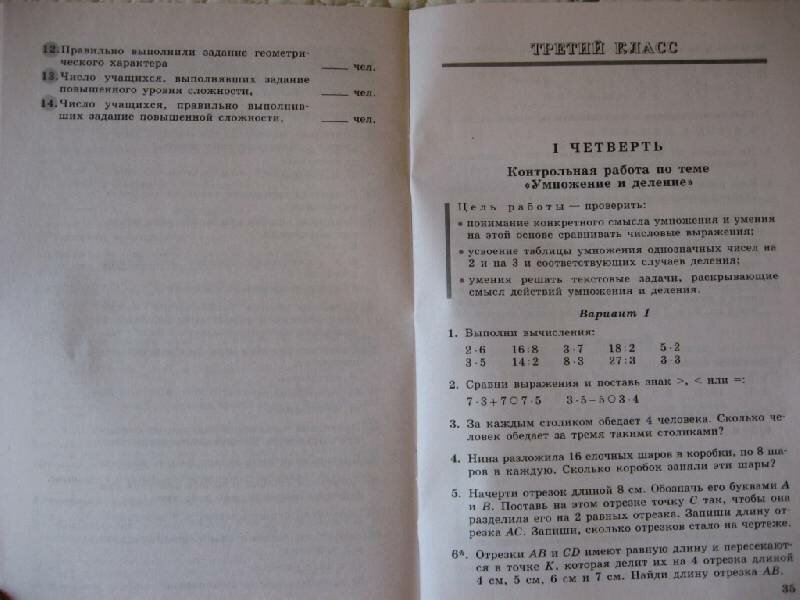 12. Правильно выполнили задание геометри-
ческого характера ____ чел.
13. Число учащихся, выполнявших задание
повышенного уровня сложности, ____ чел.
14. Число учащихся, правильно выполнив-
ших задание повышенной сложности, ____ чел.
ТРЕТИЙ КЛАСС
I ЧЕТВЕРТЬ
Контрольная работа по теме
«Умножение и деление»
Цель работы — проверить:
• понимание конкретного смысла умножения и умения
на этой основе сравнивать числовые выражения;
• усвоение таблицы умножения однозначных чисел на
2 и на 3 и соответствующих случаев деления;
• умения решать текстовые задачи, раскрывающие
смысл действий умножения и деления.
Вариант 1
1. Выполни вычисления:
2·6 16:8 3·7 18:2 5·2
3·5 14:2 8·3 27:3 3·3
2. Сравни выражения и поставь знак >, < или =:
7·3+7○7·5 3·5–5○3·4
3. За каждым столиком обедает 4 человека. Сколько че-
ловек обедает за тремя такими столиками?
4. Нина разложила 16 елочных шаров в коробки, по 8 ша-
ров в каждую. Сколько коробок заняли эти шары?
5. Начерти отрезок длиной 8 см. Обозначь его буквами A
и B. Поставь на этом отрезке точку C так, чтобы она
разделила его на 2 равных отрезка. Запиши длину от-
резка AC. Запиши, сколько отрезков стало на чертеже.
6*. Отрезки AB и CD имеют равную длину и пересекают-
ся в точке K, которая делит их на 4 отрезка длиной
4 см, 5 см, 6 см и 7 см. Найди длину отрезка AB.
35